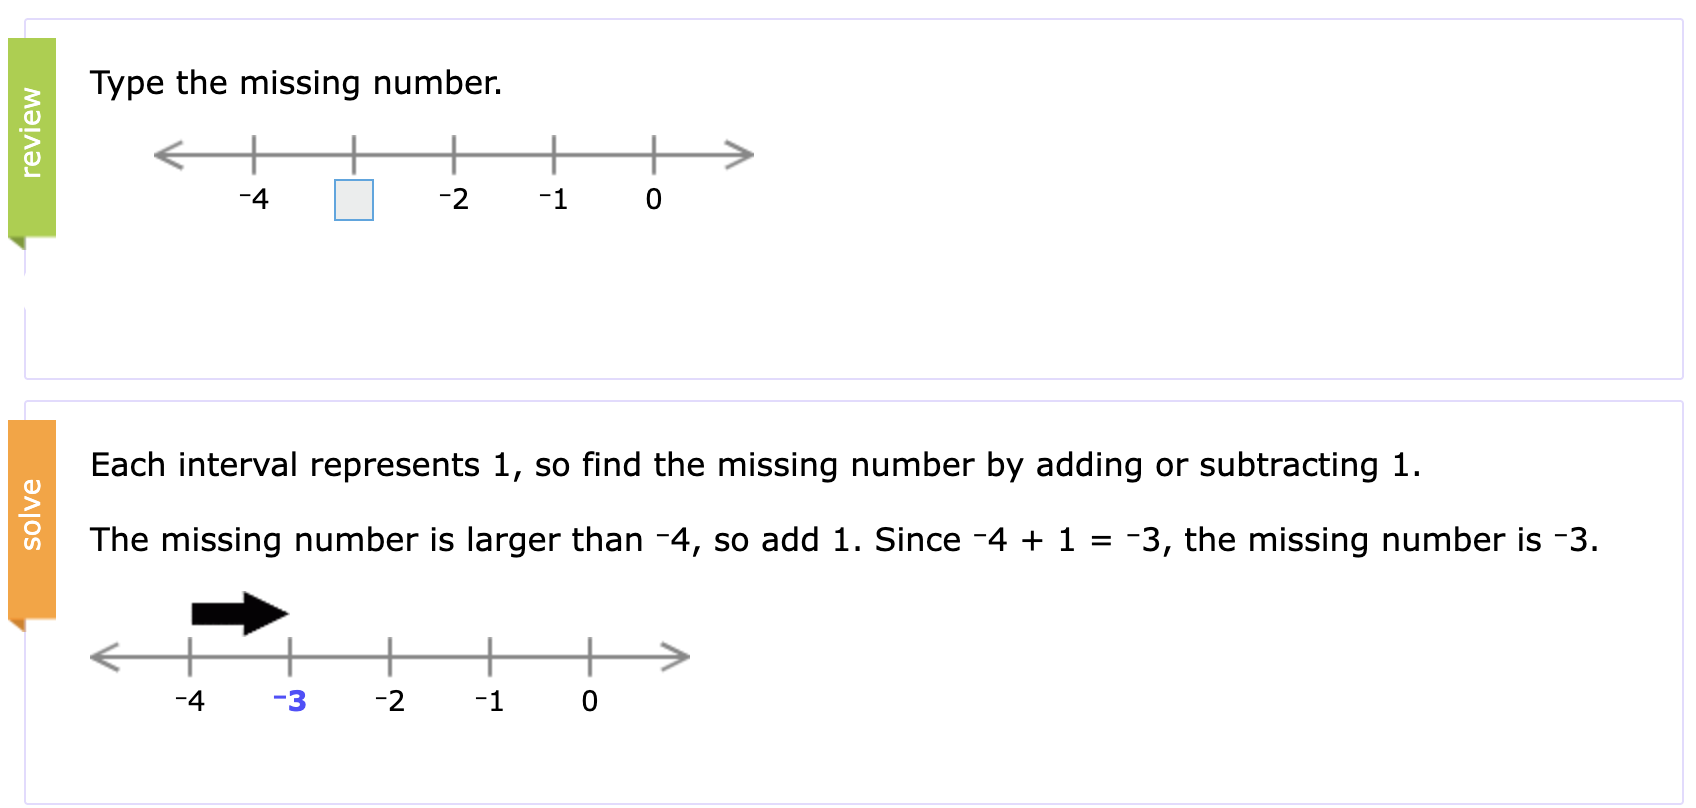 review
Type the missing number.
⁻4 ⁻2 ⁻1 0
solve
Each interval represents 1, so find the missing number by adding or subtracting 1.
The missing number is larger than ⁻4, so add 1. Since ⁻4 + 1 = ⁻3, the missing number is ⁻3.
⁻4 ⁻3 ⁻2 ⁻1 0